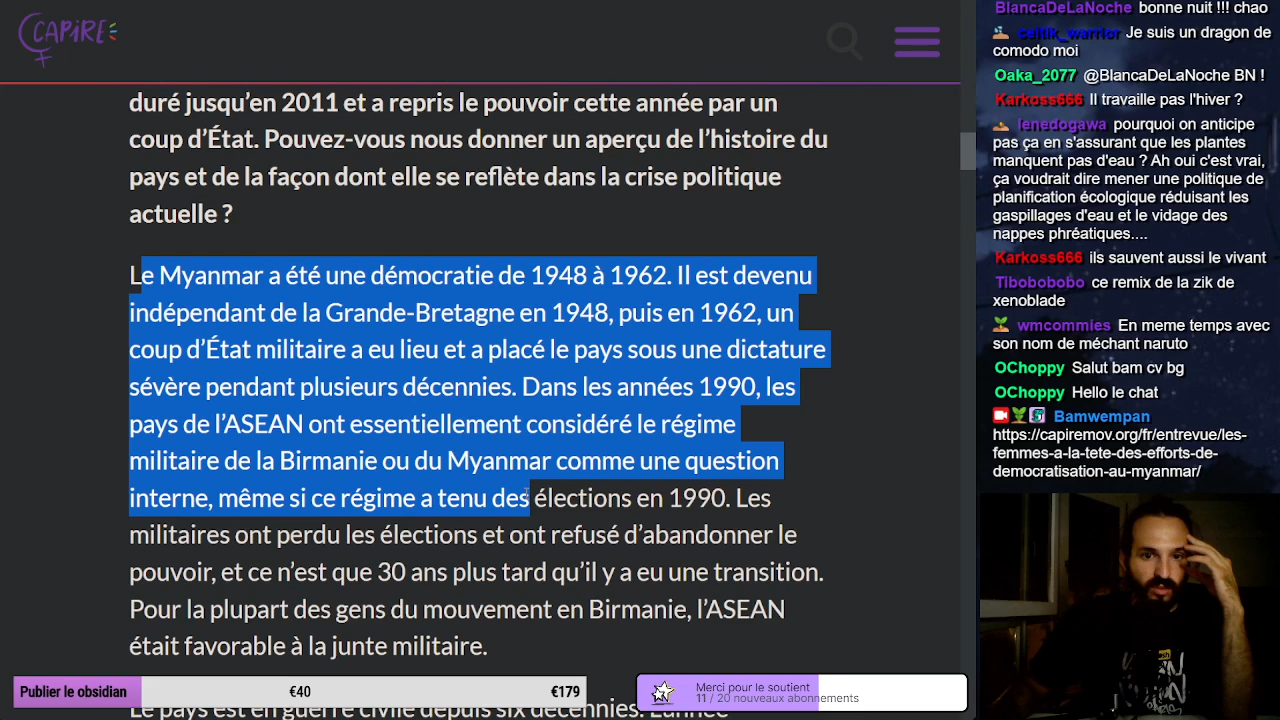 CAPIRE
duré jusqu'en 2011 et a repris le pouvoir cette année par un
coup d'État. Pouvez-vous nous donner un aperçu de l'histoire du
pays et de la façon dont elle se reflète dans la crise politique
actuelle ?
Le Myanmar a été une démocratie de 1948 à 1962. Il est devenu
indépendant de la Grande-Bretagne en 1948, puis en 1962, un
coup d'État militaire a eu lieu et a placé le pays sous une dictature
sévère pendant plusieurs décennies. Dans les années 1990, les
pays de l'ASEAN ont essentiellement considéré le régime
militaire de la Birmanie ou du Myanmar comme une question
interne, même si ce régime a tenu des élections en 1990. Les
militaires ont perdu les élections et ont refusé d'abandonner le
pouvoir, et ce n'est que 30 ans plus tard qu'il y a eu une transition.
Pour la plupart des gens du mouvement en Birmanie, l'ASEAN
était favorable à la junte militaire.
Le pays est en guerre civile depuis six décennies. L'année
Publier le obsidian
€40
€179
Merci pour le soutient
11 / 20 nouveaux abonnements
BlancaDeLaNoche bonne nuit !!! chao
celtik_warrior Je suis un dragon de
comodo moi
Oaka_2077 @BlancaDeLaNoche BN !
Karkoss666 Il travaille pas l'hiver ?
lenedogawa pourquoi on anticipe
pas ça en s'assurant que les plantes
manquent pas d'eau ? Ah oui c'est vrai,
ça voudrait dire mener une politique de
planification écologique réduisant les
gaspillages d'eau et le vidage des
nappes phréatiques....
Karkoss666 ils sauvent aussi le vivant
Tibobobobo ce remix de la zik de
xenoblade
wmcommies En meme temps avec
son nom de méchant naruto
OChoppy Salut bam cv bg
OChoppy Hello le chat
Bamwempan
https://capiremov.org/fr/entrevue/les-
femmes-a-la-tete-des-efforts-de-
democratisation-au-myanmar/